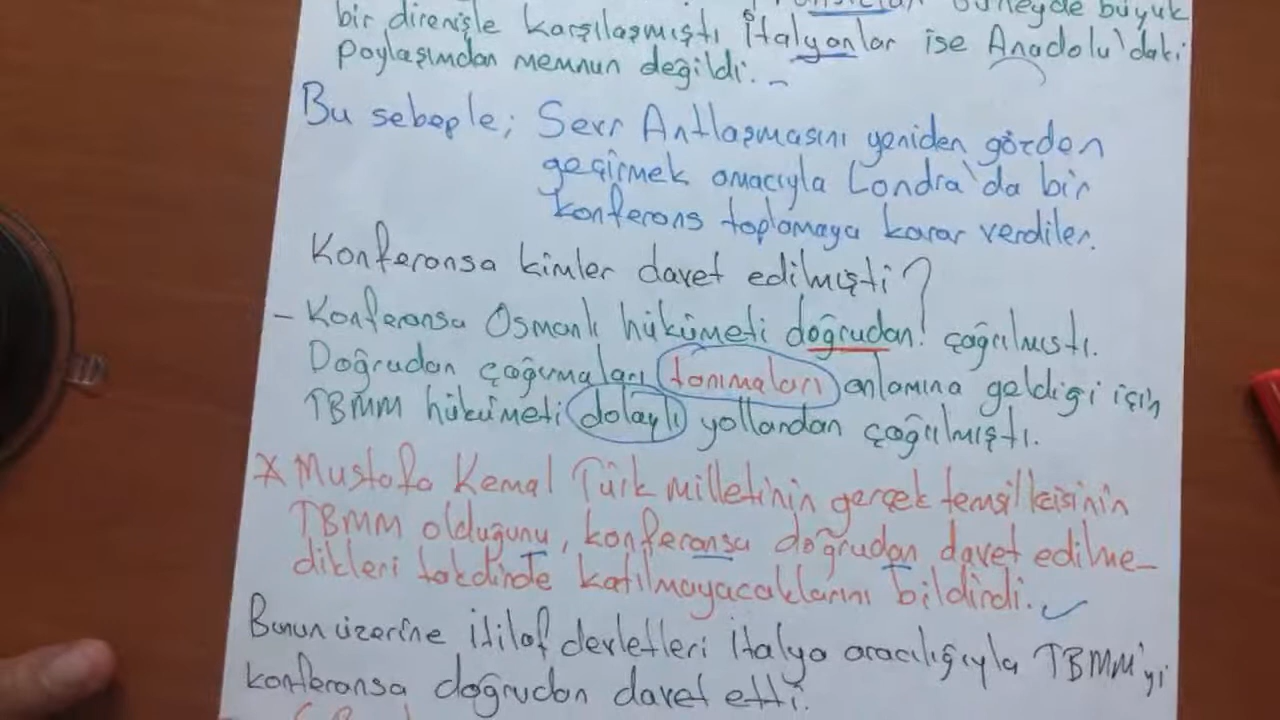 güneyde büyük
bir direnişle karşılaşmıştı İtalyanlar ise Anadolu'daki
paylaşımdan memnun değildi.
Bu sebeple; Sevr Antlaşmasını yeniden gözden
geçirmek amacıyla Londra'da bir
konferans toplamaya karar verdiler.
Konferansa kimler davet edilmişti?
- Konferansa Osmanlı hükümeti doğrudan! çağrılmıştı.
Doğrudan çağırmaları tanımaları anlamına geldiği için
TBMM hükümeti dolaylı yollardan çağrılmıştı.
* Mustafa Kemal Türk milletinin gerçek temsilcisinin
TBMM olduğunu, konferansa doğrudan davet edilme-
dikleri takdirde katılmayacaklarını bildirdi.
Bunun üzerine itilaf devletleri İtalya aracılığıyla TBMM'yi
konferansa doğrudan davet etti.